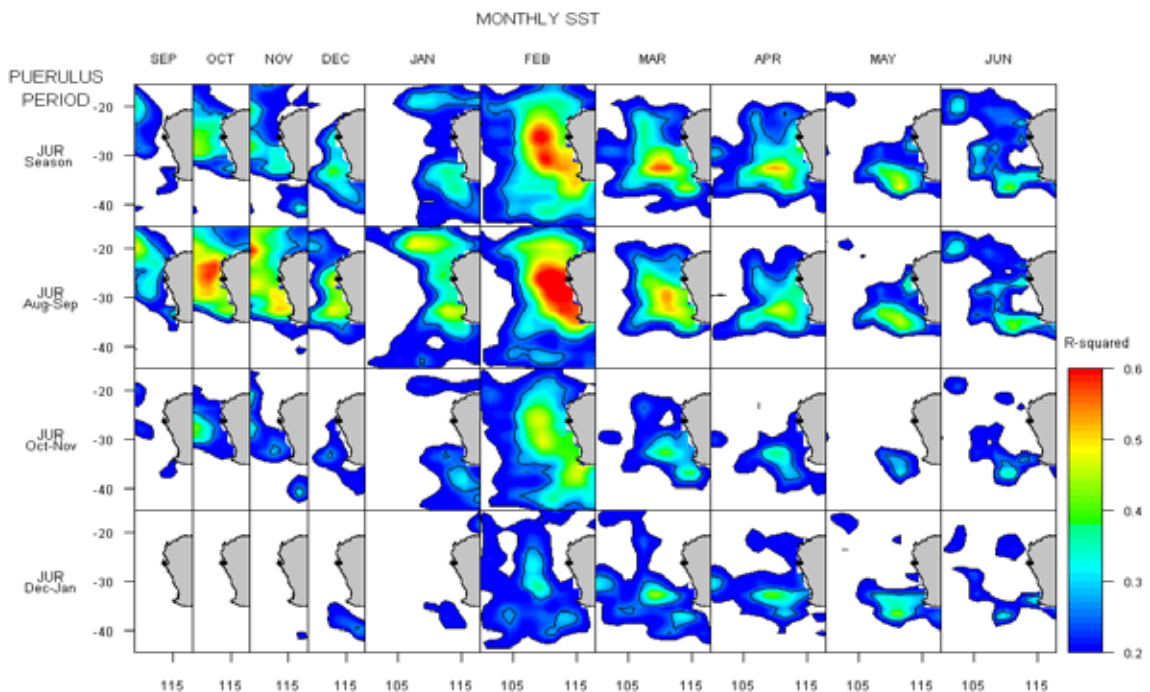 MONTHLY SST
SEP OCT NOV DEC JAN FEB MAR APR MAY JUN
PUERULUS
PERIOD
-20
JUR
Season
-30
-40
-20
JUR
Aug-Sep
-30
-40
R-squared
0.6
-20
JUR
Oct-Nov
-30
0.5
-40
0.4
-20
JUR
Dec-Jan
-30
0.3
-40
0.2
115 115 115 115 105 115 105 115 105 115 105 115 105 115 105 115